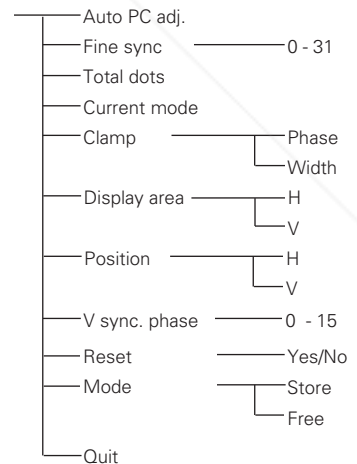 Auto PC adj.
Fine sync 0 - 31
Total dots
Current mode
Clamp Phase
Width
Display area H
V
Position H
V
V sync. phase 0 - 15
Reset Yes/No
Mode Store
Free
Quit